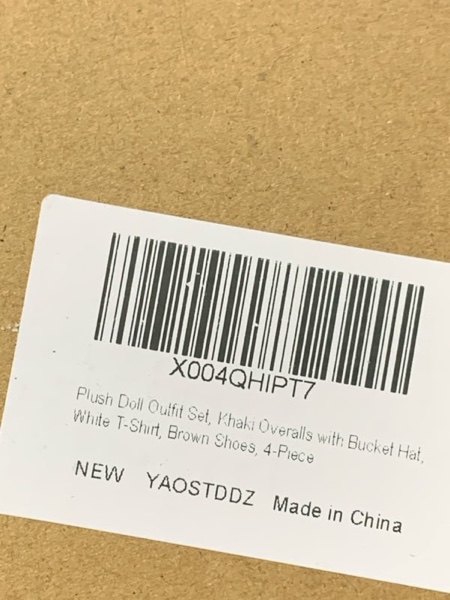 X004QHIPT7
Plush Doll Outfit Set, Khaki Overalls with Bucket Hat,
White T-Shirt, Brown Shoes, 4-Piece
NEW YAOSTDDZ Made in China